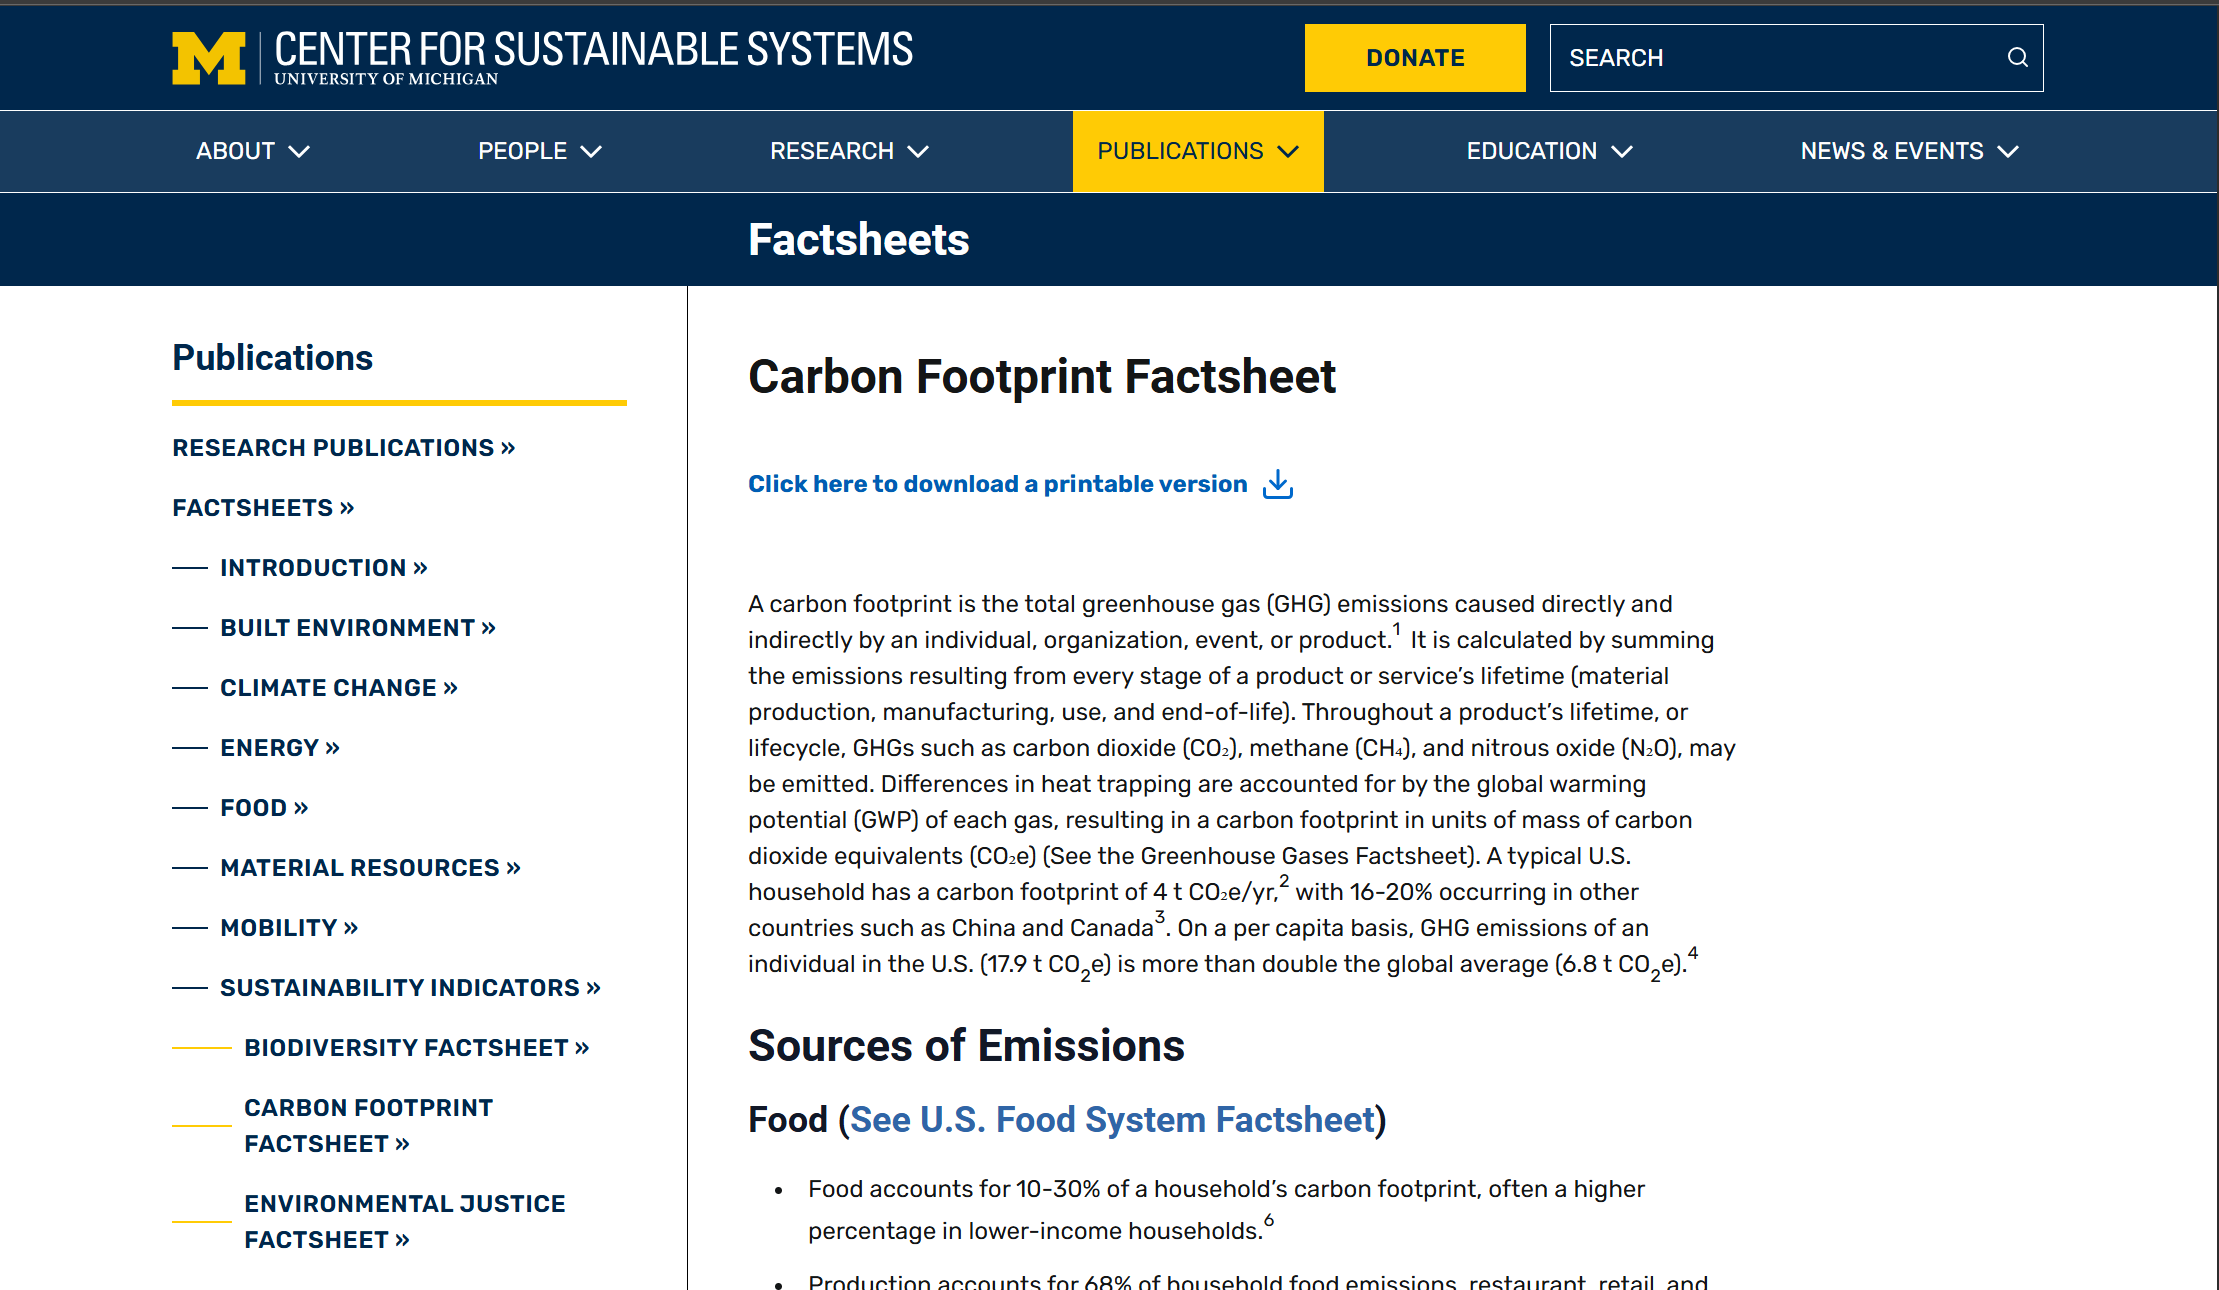 M
CENTER FOR SUSTAINABLE SYSTEMS
UNIVERSITY OF MICHIGAN
DONATE
SEARCH
ABOUT
PEOPLE
RESEARCH
PUBLICATIONS
EDUCATION
NEWS & EVENTS
Factsheets
Publications
RESEARCH PUBLICATIONS »
FACTSHEETS »
INTRODUCTION »
BUILT ENVIRONMENT »
CLIMATE CHANGE »
ENERGY »
FOOD »
MATERIAL RESOURCES »
MOBILITY »
SUSTAINABILITY INDICATORS »
BIODIVERSITY FACTSHEET »
CARBON FOOTPRINT
FACTSHEET »
ENVIRONMENTAL JUSTICE
FACTSHEET »
Carbon Footprint Factsheet
Click here to download a printable version
A carbon footprint is the total greenhouse gas (GHG) emissions caused directly and
indirectly by an individual, organization, event, or product.¹ It is calculated by summing
the emissions resulting from every stage of a product or service’s lifetime (material
production, manufacturing, use, and end-of-life). Throughout a product’s lifetime, or
lifecycle, GHGs such as carbon dioxide (CO₂), methane (CH₄), and nitrous oxide (N₂O), may
be emitted. Differences in heat trapping are accounted for by the global warming
potential (GWP) of each gas, resulting in a carbon footprint in units of mass of carbon
dioxide equivalents (CO₂e) (See the Greenhouse Gases Factsheet). A typical U.S.
household has a carbon footprint of 4 t CO₂e/yr,² with 16-20% occurring in other
countries such as China and Canada³. On a per capita basis, GHG emissions of an
individual in the U.S. (17.9 t CO₂e) is more than double the global average (6.8 t CO₂e).⁴
Sources of Emissions
Food (See U.S. Food System Factsheet)
• Food accounts for 10-30% of a household’s carbon footprint, often a higher
percentage in lower-income households.⁶
• Production accounts for 68% of household food emissions, restaurant, retail, and